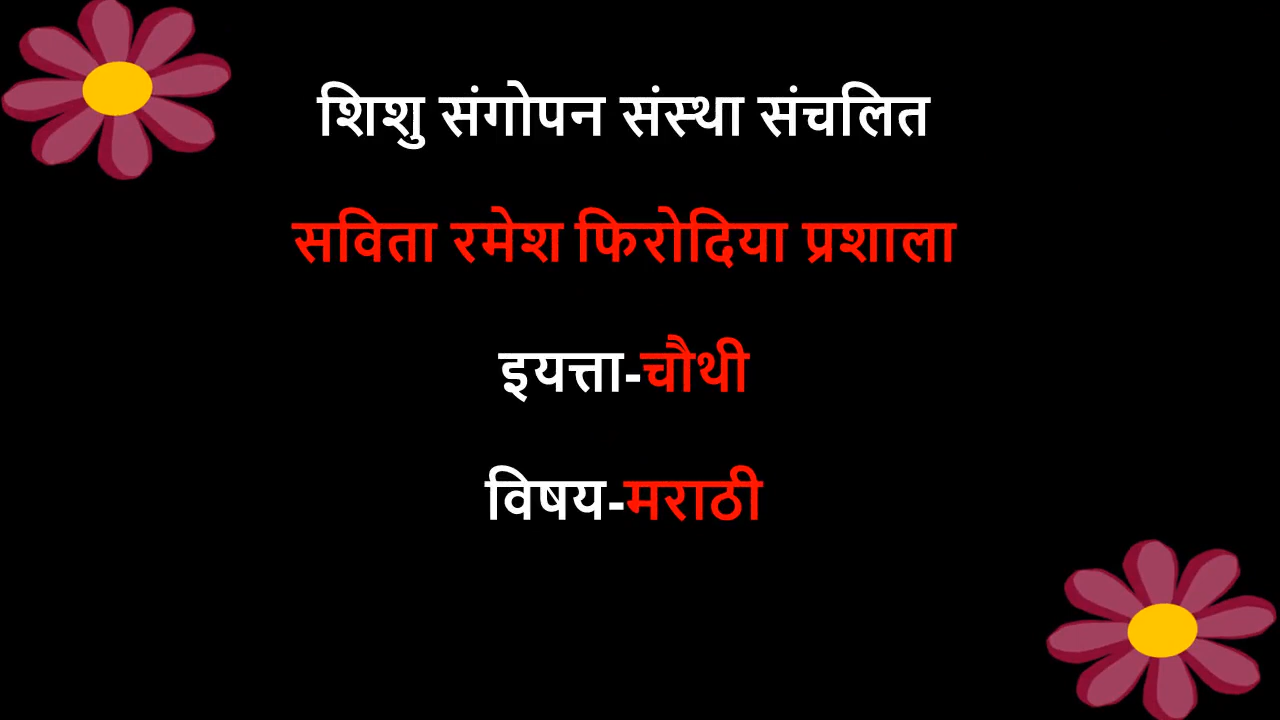 शिशु संगोपन संस्था संचलित
सविता रमेश फिरोदिया प्रशाला
इयत्ता-चौथी
विषय-मराठी